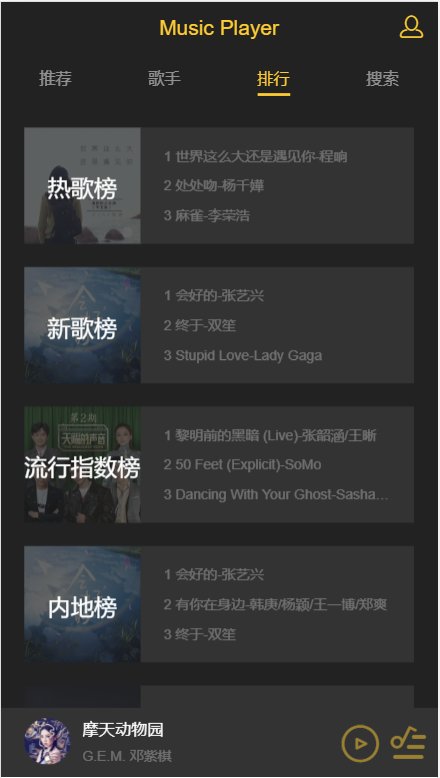 Music Player
推荐 歌手 排行 搜索
热歌榜
1 世界这么大还是遇见你-程响
2 处处吻-杨千嬅
3 麻雀-李荣浩
新歌榜
1 会好的-张艺兴
2 终于-双笙
3 Stupid Love-Lady Gaga
第2期
天赐的声音
流行指数榜
1 黎明前的黑暗 (Live)-张韶涵/王晰
2 50 Feet (Explicit)-SoMo
3 Dancing With Your Ghost-Sasha...
内地榜
1 会好的-张艺兴
2 有你在身边-韩庚/杨颖/王一博/郑爽
3 终于-双笙
摩天动物园
G.E.M. 邓紫棋